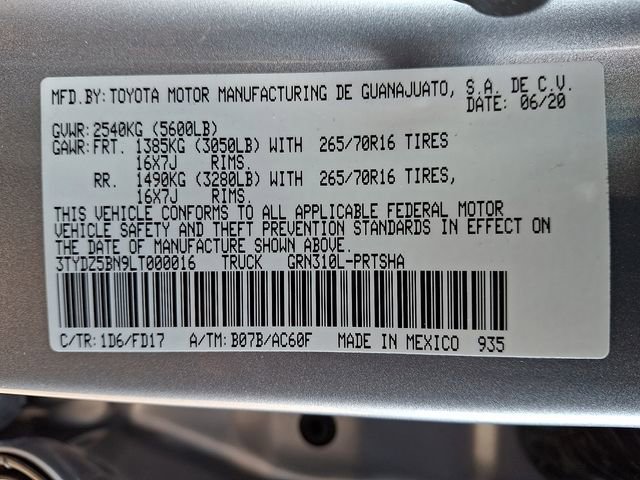 MFD.BY:TOYOTA MOTOR MANUFACTURING DE GUANAJUATO, S.A. DE C.V.
DATE: 06/20
GVWR:2540KG (5600LB)
GAWR:FRT. 1385KG (3050LB) WITH 265/70R16 TIRES
16X7J RIMS.
RR. 1490KG (3280LB) WITH 265/70R16 TIRES,
16X7J RIMS.
THIS VEHICLE CONFORMS TO ALL APPLICABLE FEDERAL MOTOR
VEHICLE SAFETY AND THEFT PREVENTION STANDARDS IN EFFECT ON
THE DATE OF MANUFACTURE SHOWN ABOVE.
3TYDZ5BN9LT000016 TRUCK GRN310L-PRTSHA
C/TR:1D6/FD17 A/TM:B07B/AC60F MADE IN MEXICO 935